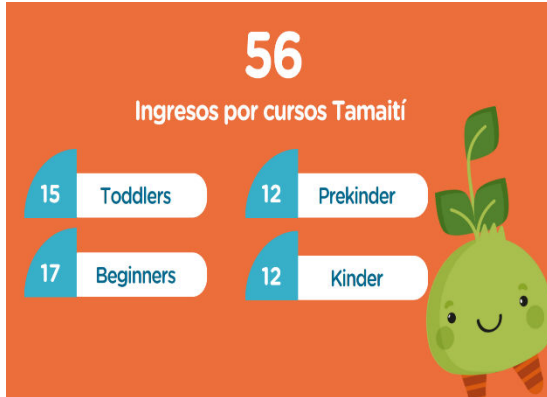 56
Ingresos por cursos Tamaití
15 Toddlers
12 Prekinder
17 Beginners
12 Kinder